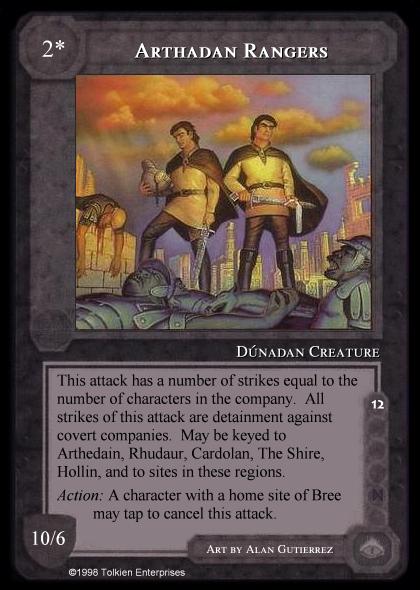 2*
ARTHADAN RANGERS
DÚNADAN CREATURE
This attack has a number of strikes equal to the
number of characters in the company. All
strikes of this attack are detainment against
covert companies. May be keyed to
Arthedain, Rhudaur, Cardolan, The Shire,
Hollin, and to sites in these regions.
12
Action: A character with a home site of Bree
may tap to cancel this attack.
10/6
ART BY ALAN GUTIERREZ
©1998 Tolkien Enterprises